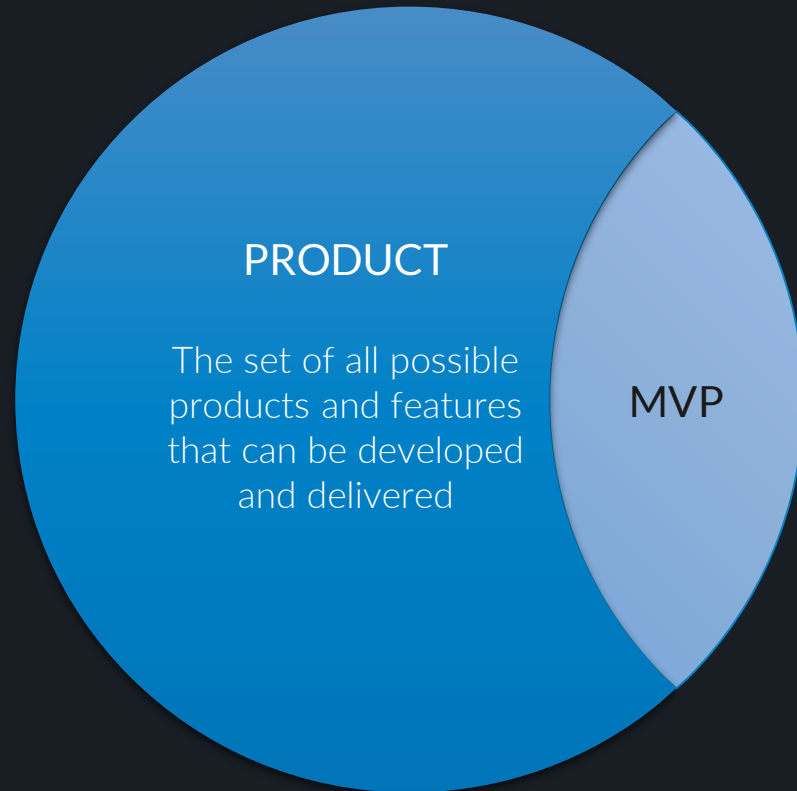 PRODUCT
The set of all possible
products and features
that can be developed
and delivered
MVP